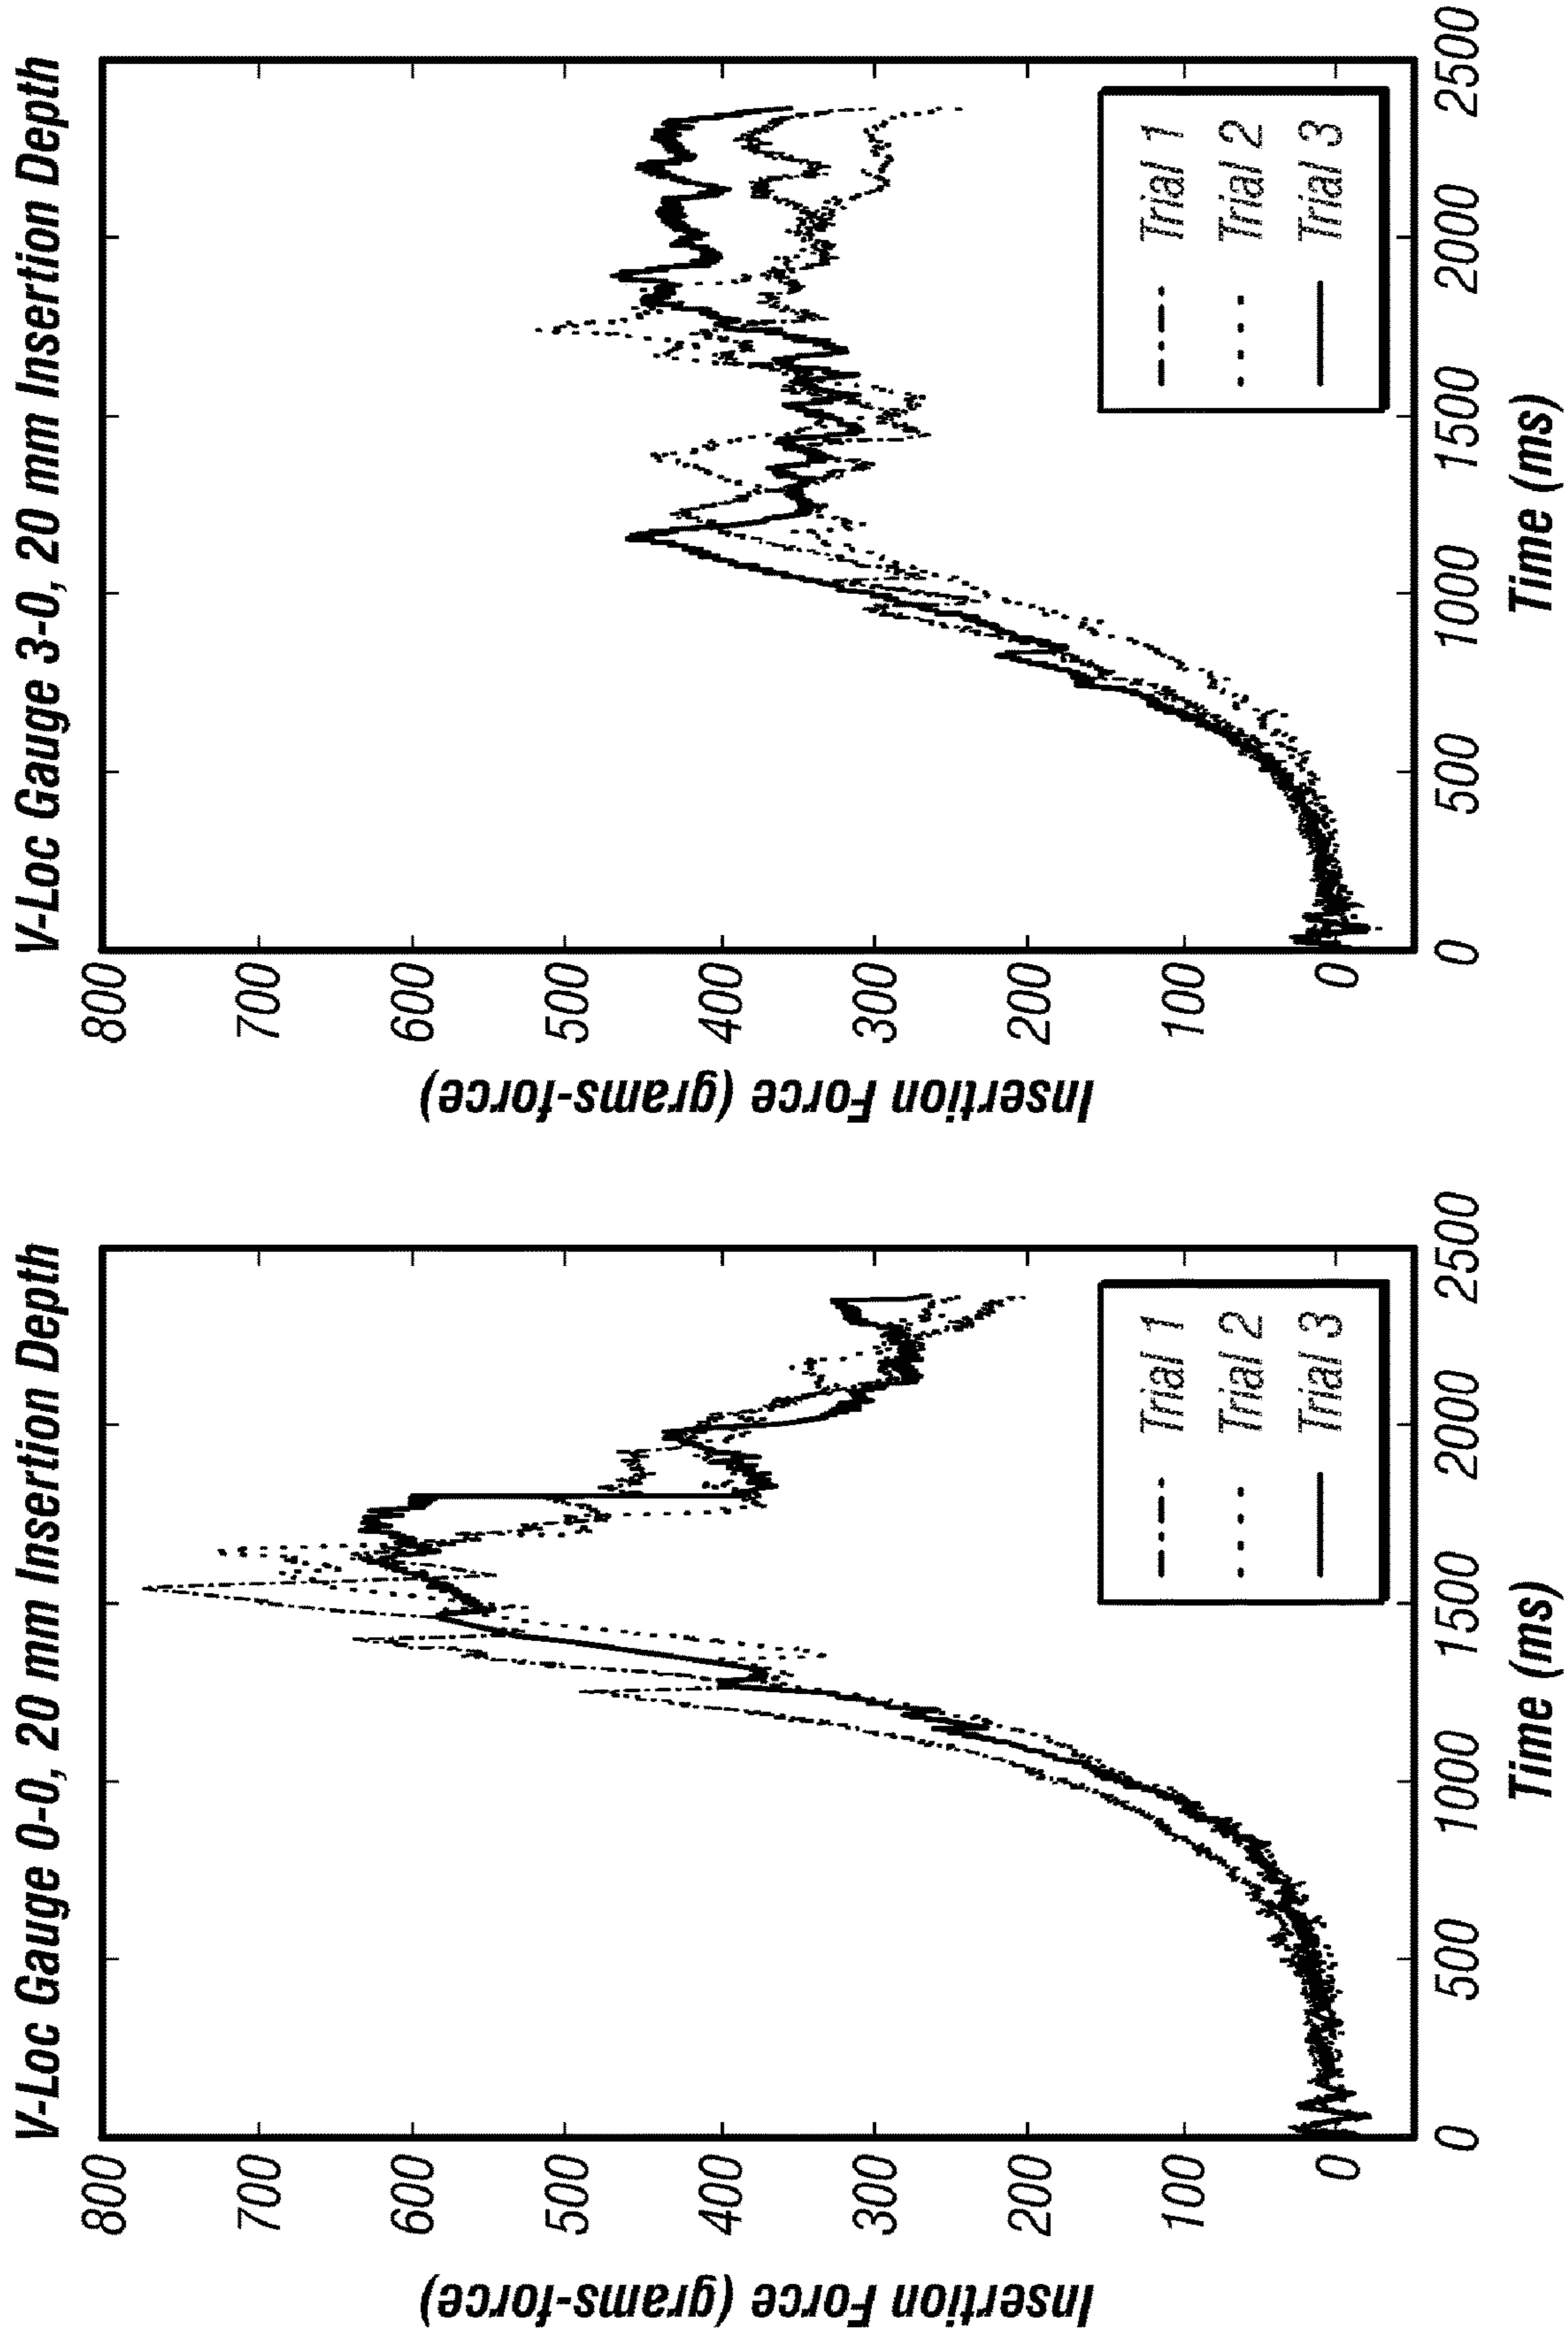 V-Loc Gauge 0-0, 20 mm Insertion Depth
Insertion Force (grams-force)
800
700
600
500
400
300
200
100
0
0
500
1000
1500
2000
2500
Time (ms)
Trial 1
Trial 2
Trial 3
V-Loc Gauge 3-0, 20 mm Insertion Depth
Insertion Force (grams-force)
800
700
600
500
400
300
200
100
0
0
500
1000
1500
2000
2500
Time (ms)
Trial 1
Trial 2
Trial 3